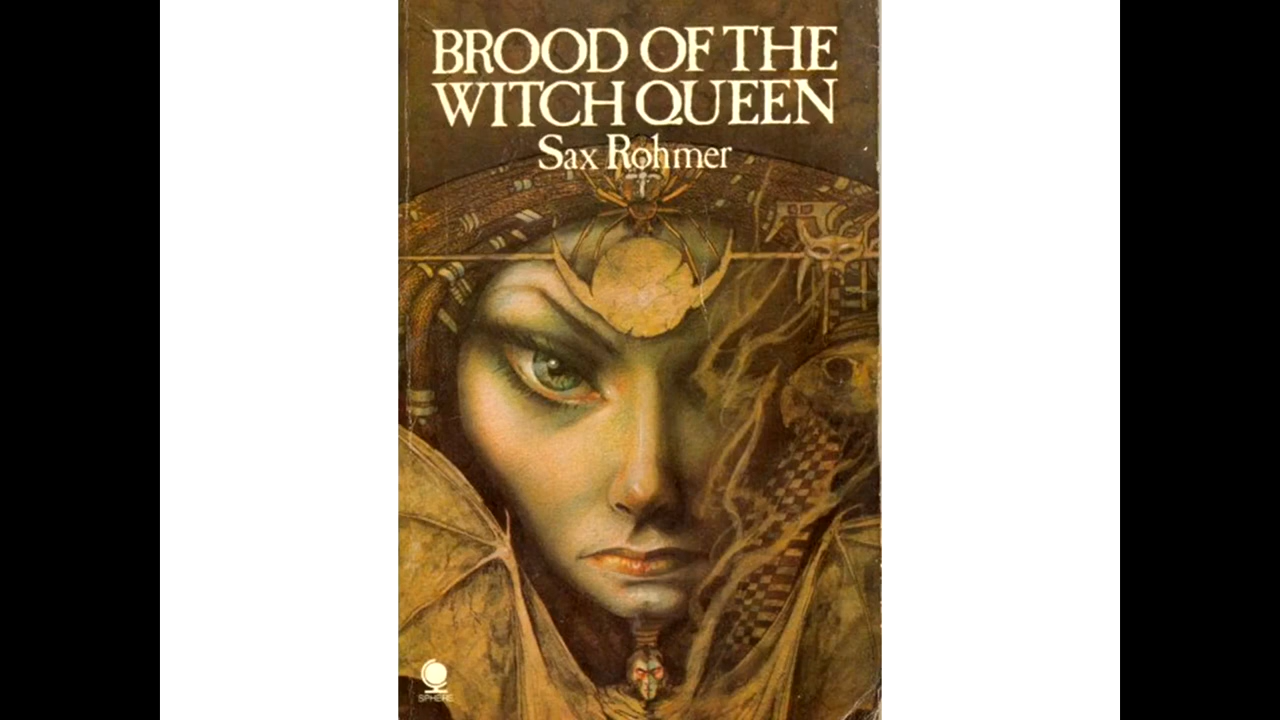 BROOD OF THE
WITCH QUEEN
Sax Rohmer
SPHERE